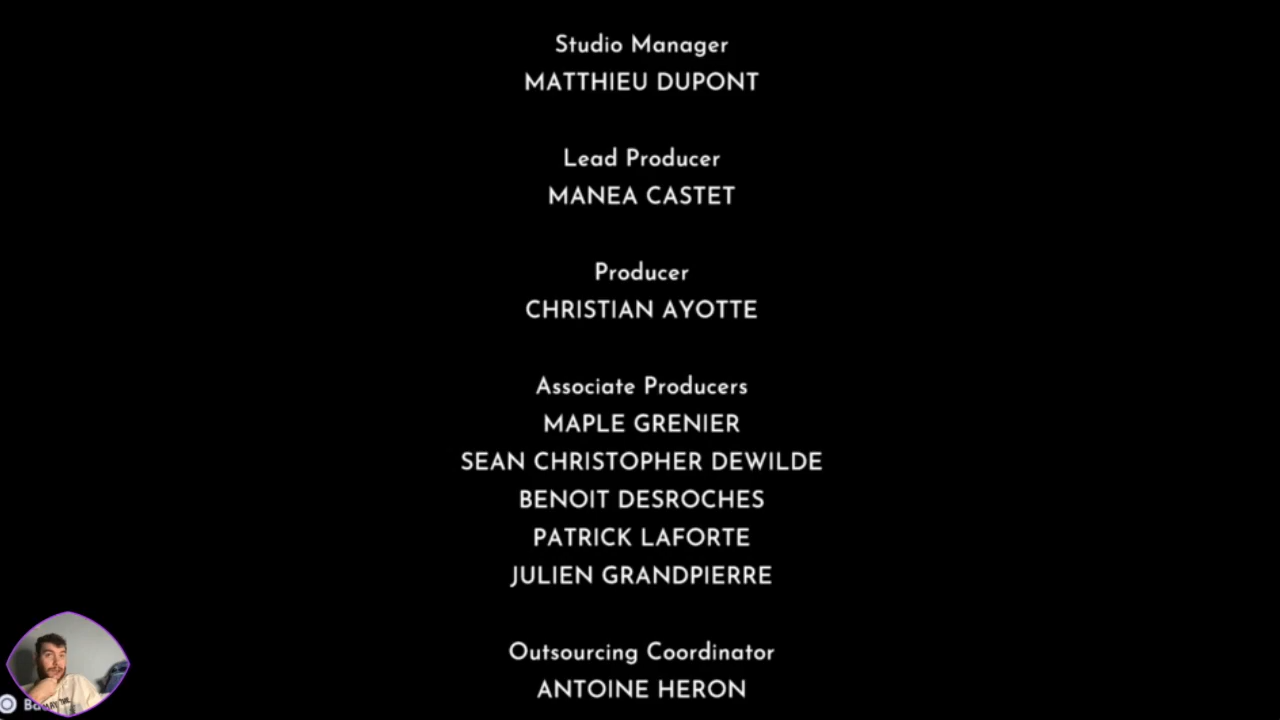 Studio Manager
MATTHIEU DUPONT
Lead Producer
MANEA CASTET
Producer
CHRISTIAN AYOTTE
Associate Producers
MAPLE GRENIER
SEAN CHRISTOPHER DEWILDE
BENOIT DESROCHES
PATRICK LAFORTE
JULIEN GRANDPIERRE
Outsourcing Coordinator
ANTOINE HERON